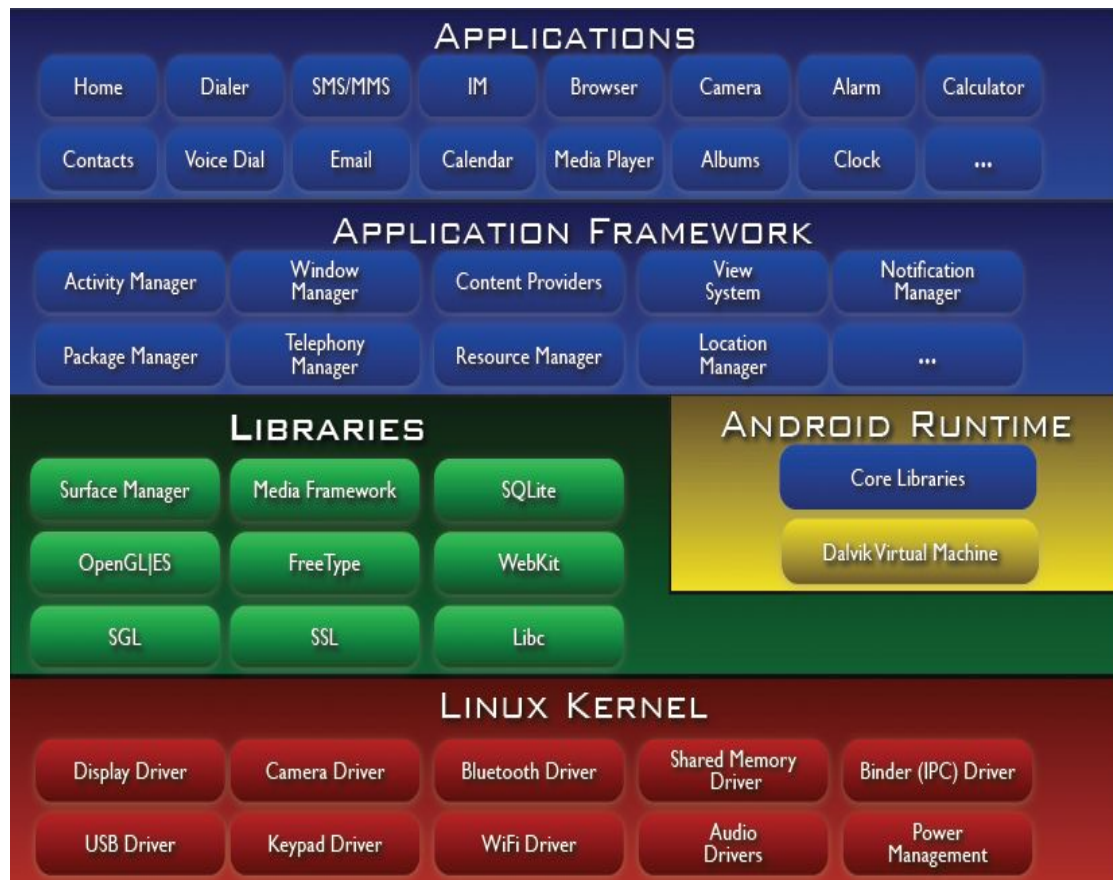 APPLICATIONS
Home
Dialer
SMS/MMS
IM
Browser
Camera
Alarm
Calculator
Contacts
Voice Dial
Email
Calendar
Media Player
Albums
Clock
...
APPLICATION FRAMEWORK
Activity Manager
Window
Manager
Content Providers
View
System
Notification
Manager
Package Manager
Telephony
Manager
Resource Manager
Location
Manager
...
LIBRARIES
Surface Manager
Media Framework
SQLite
OpenGL|ES
FreeType
WebKit
SGL
SSL
Libc
ANDROID RUNTIME
Core Libraries
Dalvik Virtual Machine
LINUX KERNEL
Display Driver
Camera Driver
Bluetooth Driver
Shared Memory
Driver
Binder (IPC) Driver
USB Driver
Keypad Driver
WiFi Driver
Audio
Drivers
Power
Management